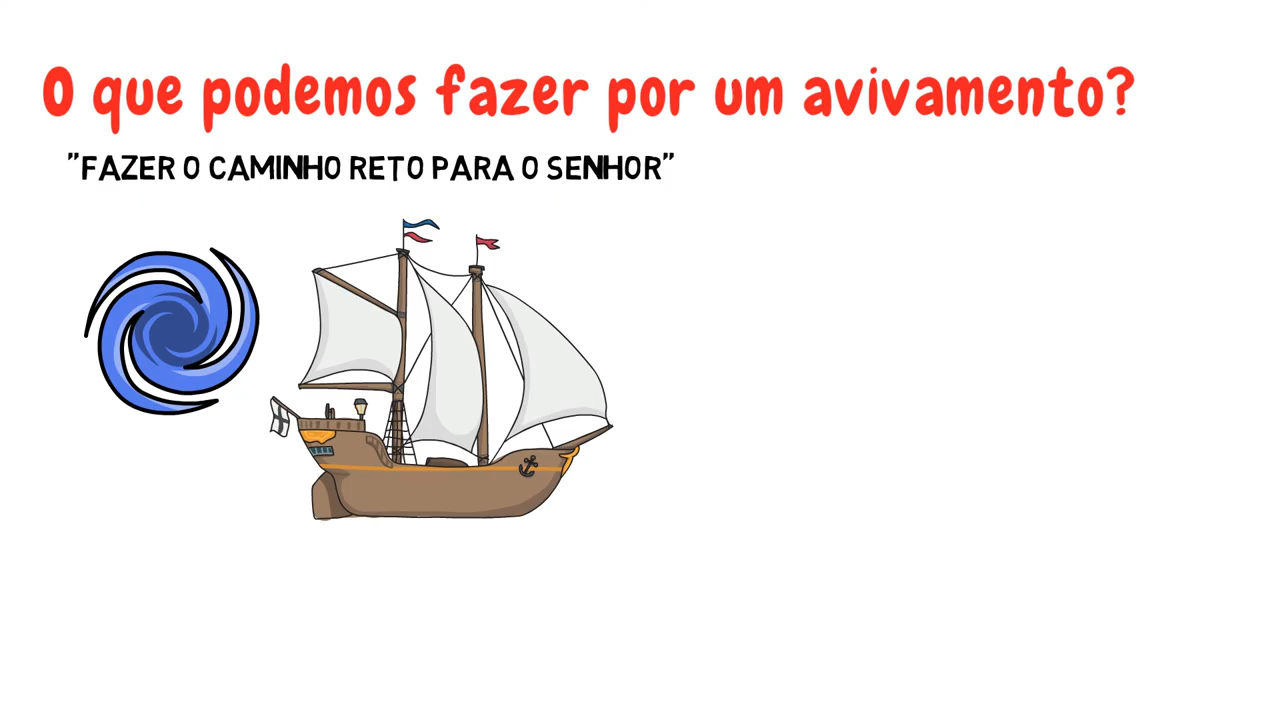 O que podemos fazer por um avivamento?
"FAZER O CAMINHO RETO PARA O SENHOR"